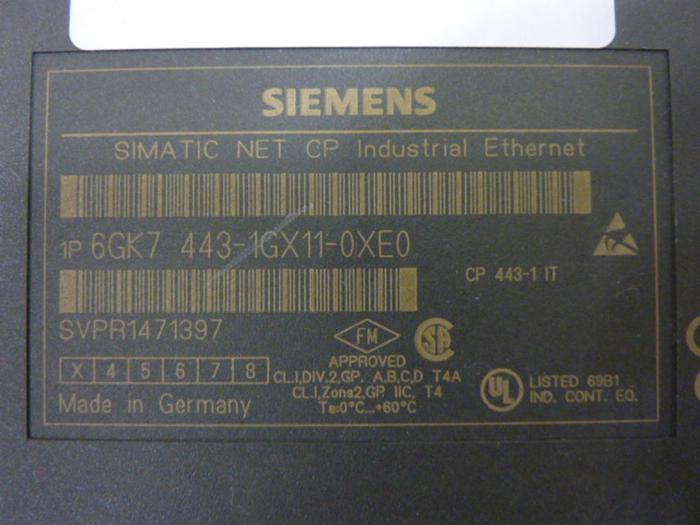 SIEMENS
SIMATIC NET CP Industrial Ethernet
1P 6GK7 443-1GX11-0XE0
CP 443-1 IT
SVPR1471397
X 4 5 6 7 8
Made in Germany
FM
APPROVED
CL.I,DIV.2,GP. A,B,C,D T4A
CL.I,Zone2,GP. IIC, T4
Ta:0°C...+60°C
SA
UL
LISTED 69B1
IND. CONT. EQ.